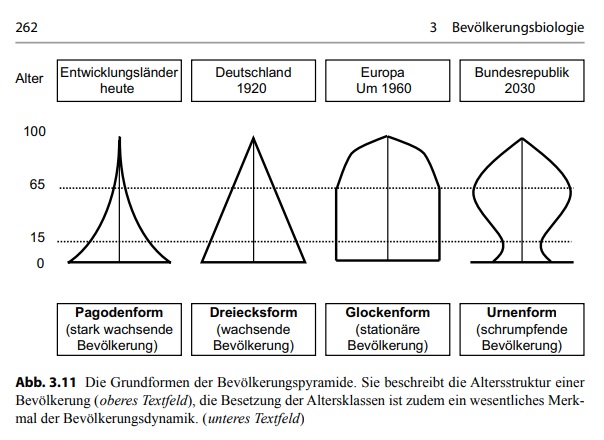 262
3 Bevölkerungsbiologie
Alter
Entwicklungsländer
heute
Deutschland
1920
Europa
Um 1960
Bundesrepublik
2030
100
65
15
0
Pagodenform
(stark wachsende
Bevölkerung)
Dreiecksform
(wachsende
Bevölkerung)
Glockenform
(stationäre
Bevölkerung)
Urnenform
(schrumpfende
Bevölkerung)
Abb. 3.11 Die Grundformen der Bevölkerungspyramide. Sie beschreibt die Altersstruktur einer
Bevölkerung (oberes Textfeld), die Besetzung der Altersklassen ist zudem ein wesentliches Merk-
mal der Bevölkerungsdynamik. (unteres Textfeld)